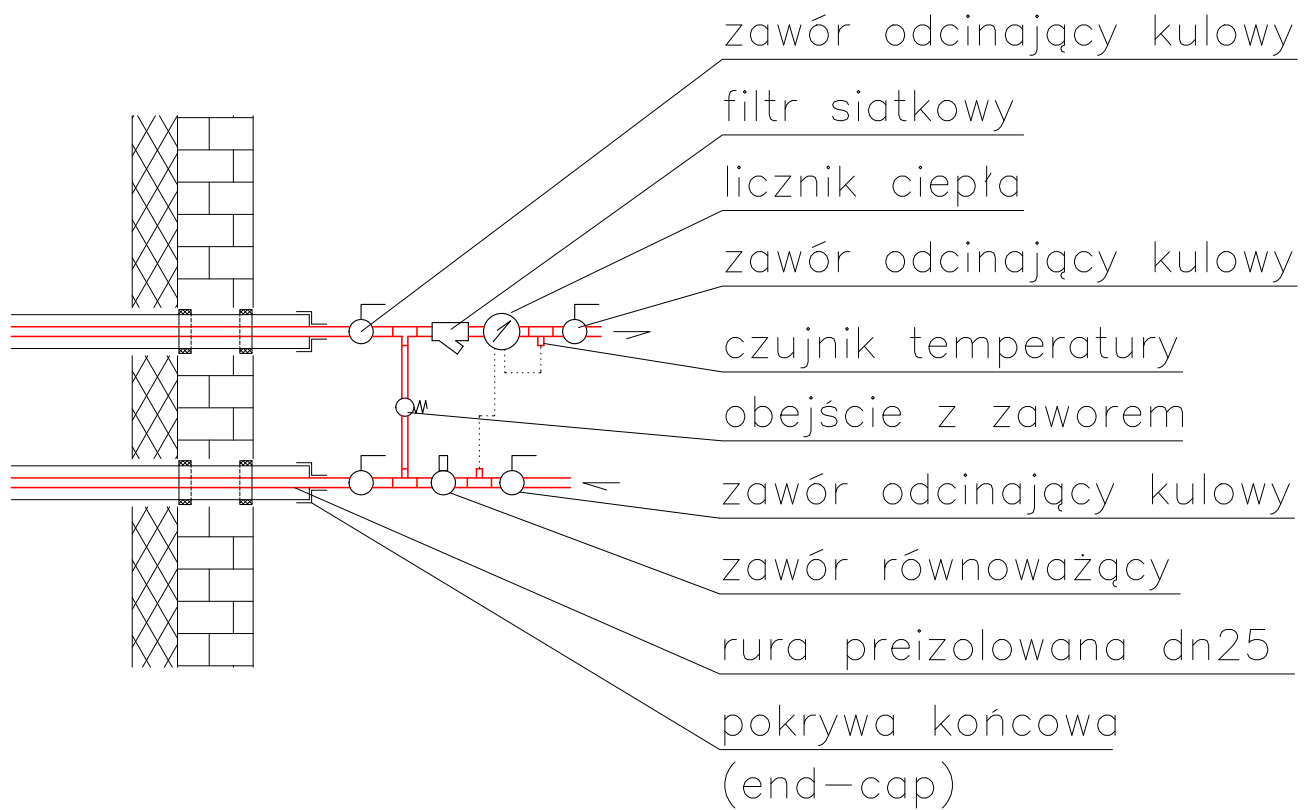 zawór odcinający kulowy
filtr siatkowy
licznik ciepła
zawór odcinający kulowy
czujnik temperatury
obejście z zaworem
zawór odcinający kulowy
zawór równoważący
rura preizolowana dn25
pokrywa końcowa
(end-cap)